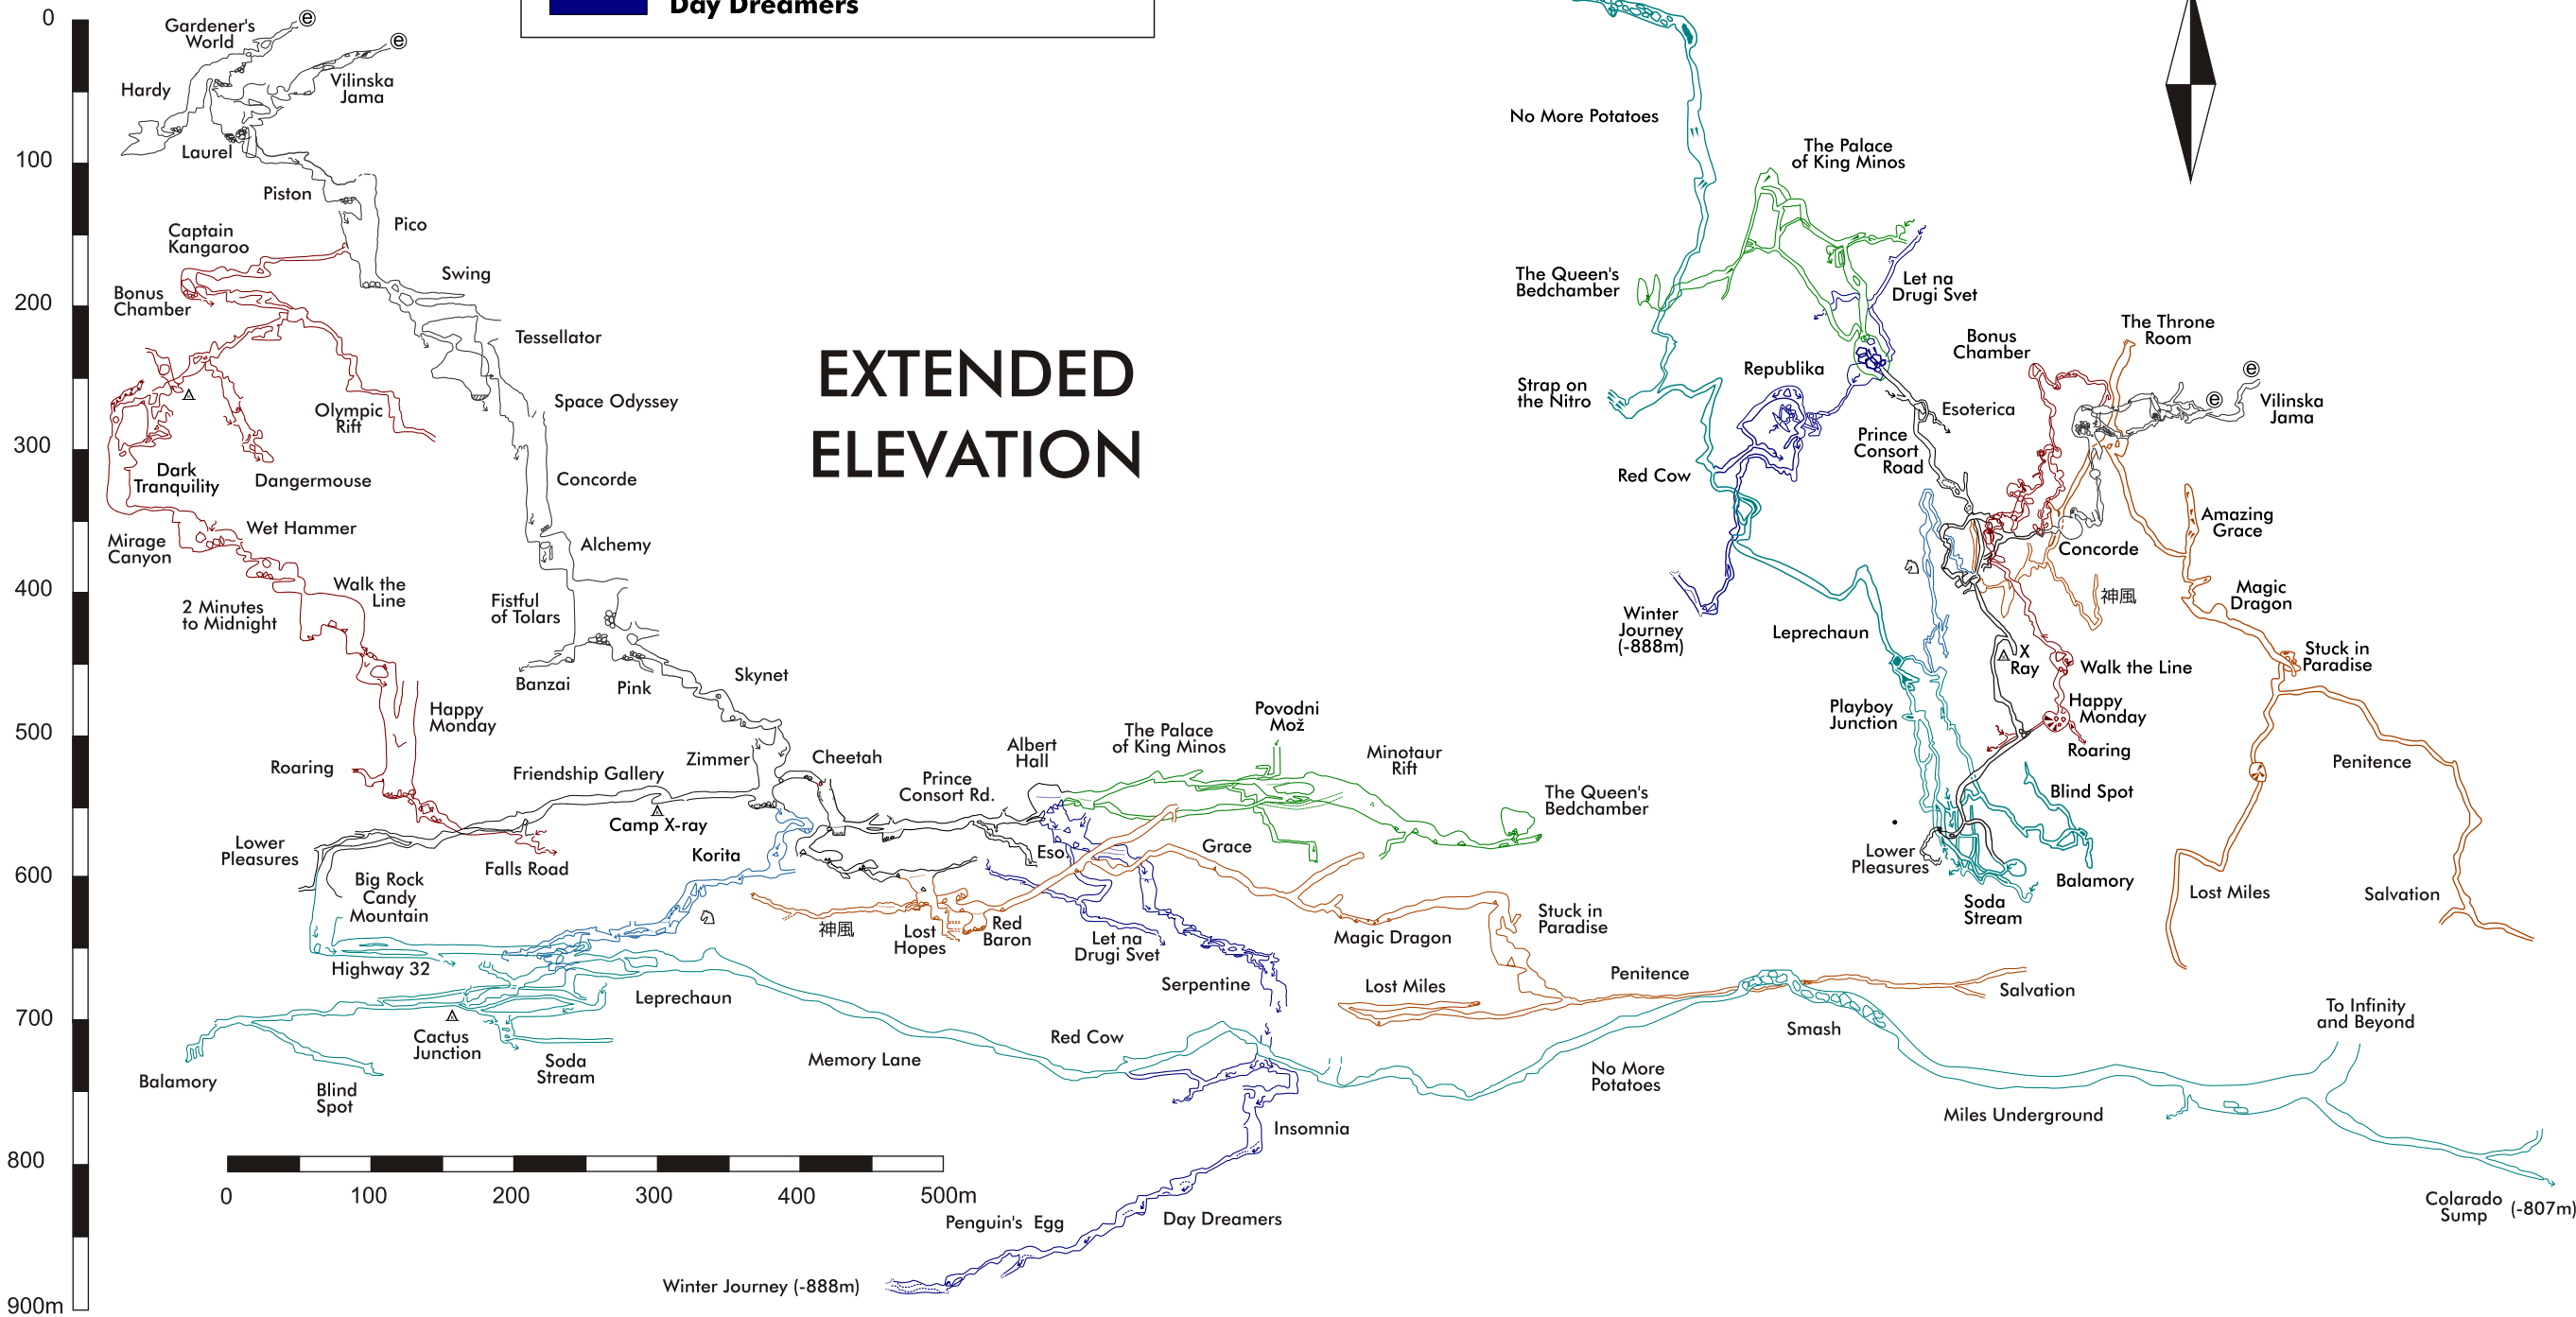 Day Dreamers
0
100
200
300
400
500
600
700
800
900m
Gardener's
World
e
e
Hardy
Vilinska
Jama
Laurel
Piston
Pico
Captain
Kangaroo
Swing
Bonus
Chamber
Tessellator
Space Odyssey
Olympic
Rift
Dark
Tranquility
Dangermouse
Concorde
Wet Hammer
Mirage
Canyon
Alchemy
Walk the
Line
2 Minutes
to Midnight
Fistful
of Tolars
Banzai
Pink
Skynet
Happy
Monday
Roaring
Zimmer
Friendship Gallery
Cheetah
Camp X-ray
Lower
Pleasures
Falls Road
Big Rock
Candy
Mountain
Korita
Prince
Consort Rd.
Albert
Hall
The Palace
of King Minos
Povodni
Mož
Minotaur
Rift
The Queen's
Bedchamber
Eso.
Grace
神風
Lost
Hopes
Red
Baron
Let na
Drugi Svet
Magic Dragon
Stuck in
Paradise
Highway 32
Leprechaun
Serpentine
Lost Miles
Penitence
Salvation
Cactus
Junction
Soda
Stream
Balamory
Blind
Spot
Memory Lane
Red Cow
Smash
No More
Potatoes
To Infinity
and Beyond
Miles Underground
Insomnia
Colarado
Sump
(-807m)
0
100
200
300
400
500m
Penguin's Egg
Day Dreamers
Winter Journey (-888m)
EXTENDED
ELEVATION
No More Potatoes
The Palace
of King Minos
The Queen's
Bedchamber
Let na
Drugi Svet
Strap on
the Nitro
Republika
Bonus
Chamber
The Throne
Room
e
e
Vilinska
Jama
Esoterica
Prince
Consort
Road
Red Cow
Amazing
Grace
Concorde
神風
Magic
Dragon
Winter
Journey
(-888m)
Leprechaun
X
Ray
Walk the Line
Stuck in
Paradise
Playboy
Junction
Happy
Monday
Roaring
Penitence
Blind Spot
Lower
Pleasures
Balamory
Soda
Stream
Lost Miles
Salvation